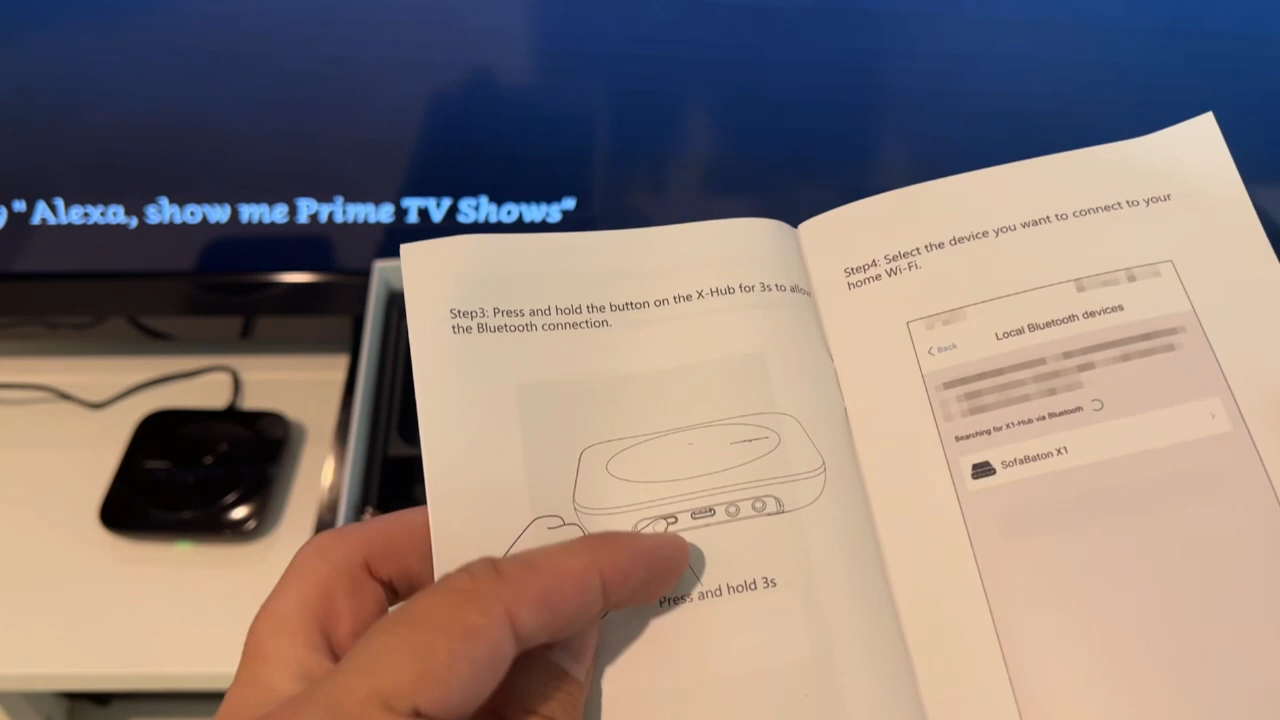 "Alexa, show me Prime TV Shows"
Step3: Press and hold the button on the X-Hub for 3s to allow
the Bluetooth connection.
Press and hold 3s
Step4: Select the device you want to connect to your
home Wi-Fi.
Back
Local Bluetooth devices
Searching for X1-Hub via Bluetooth
SofaBaton X1